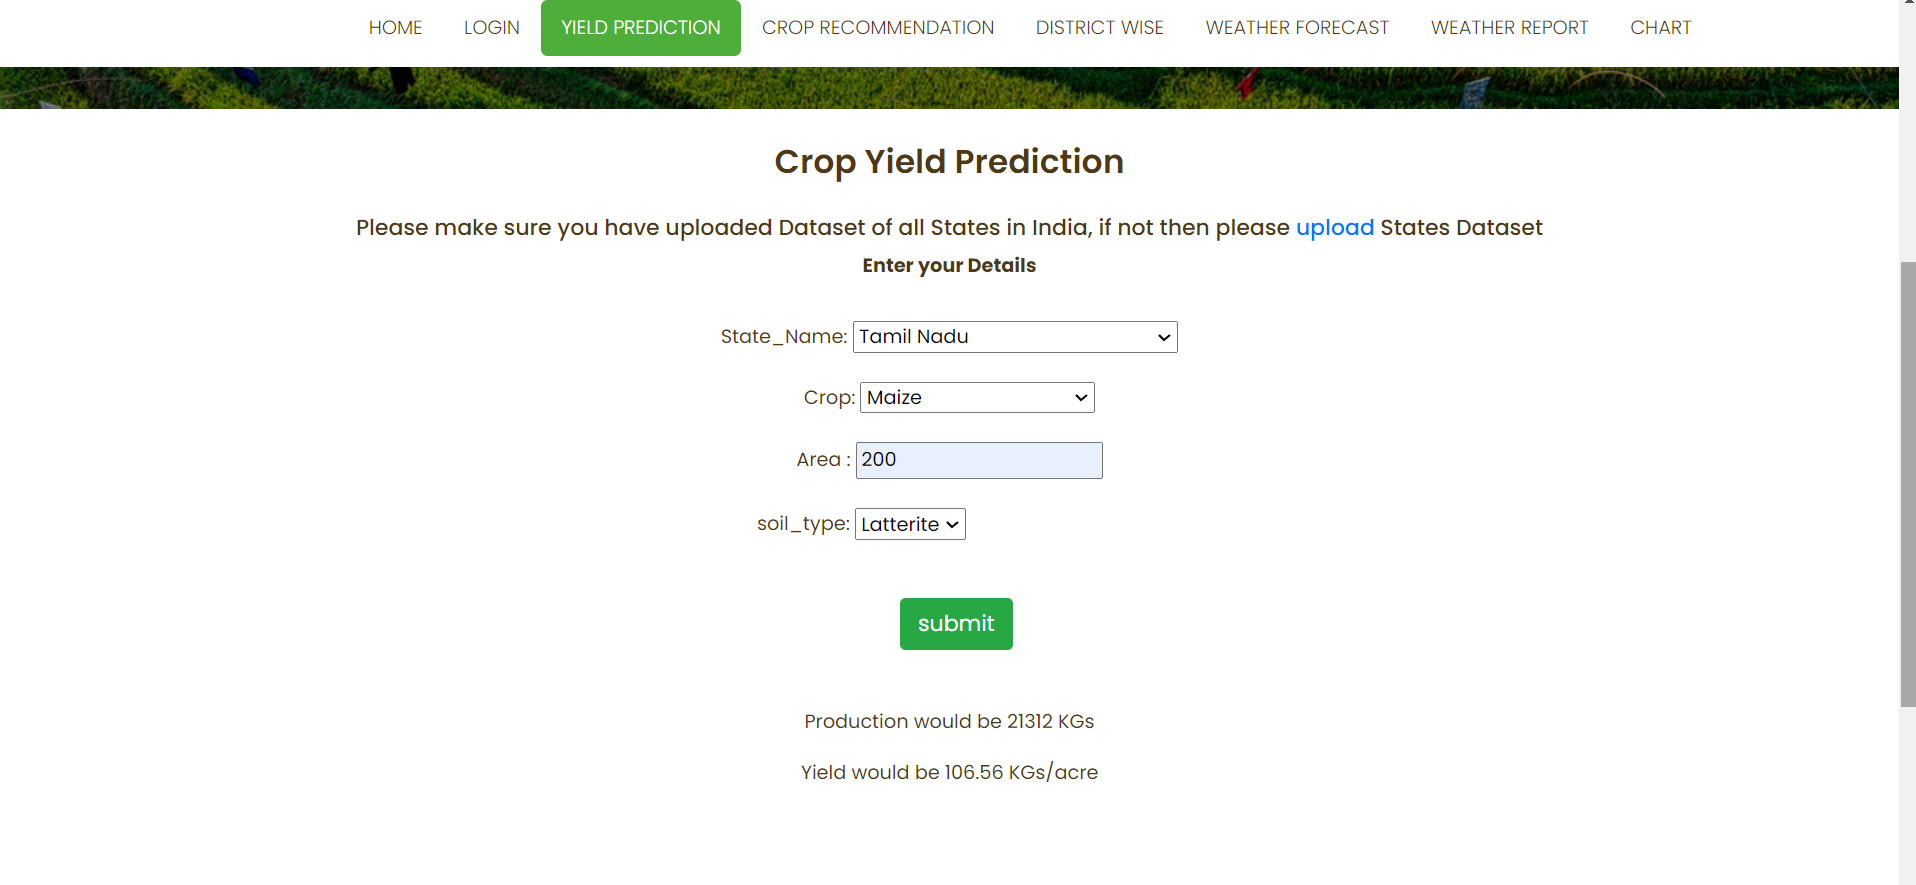 HOME LOGIN YIELD PREDICTION CROP RECOMMENDATION DISTRICT WISE WEATHER FORECAST WEATHER REPORT CHART
Crop Yield Prediction
Please make sure you have uploaded Dataset of all States in India, if not then please upload States Dataset
Enter your Details
State_Name: Tamil Nadu
Crop: Maize
Area : 200
soil_type: Latterite
submit
Production would be 21312 KGs
Yield would be 106.56 KGs/acre